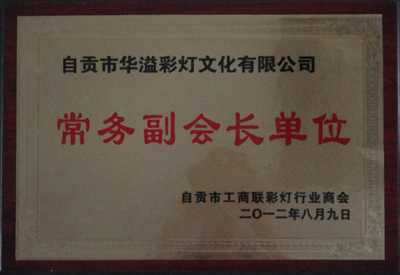 自贡市华溢彩灯文化有限公司
常务副会长单位
自贡市工商联彩灯行业商会
二〇一二年八月九日